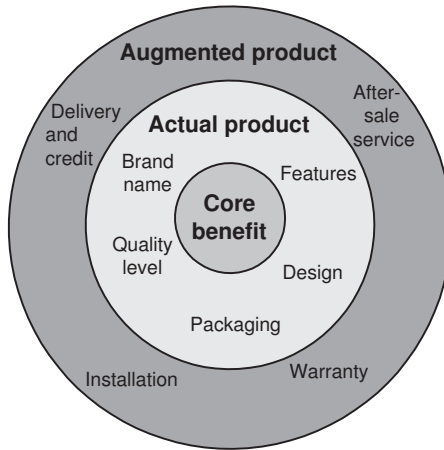 Augmented product
Delivery
and
credit
After-
sale
service
Actual product
Brand
name
Features
Core
benefit
Quality
level
Design
Packaging
Installation
Warranty